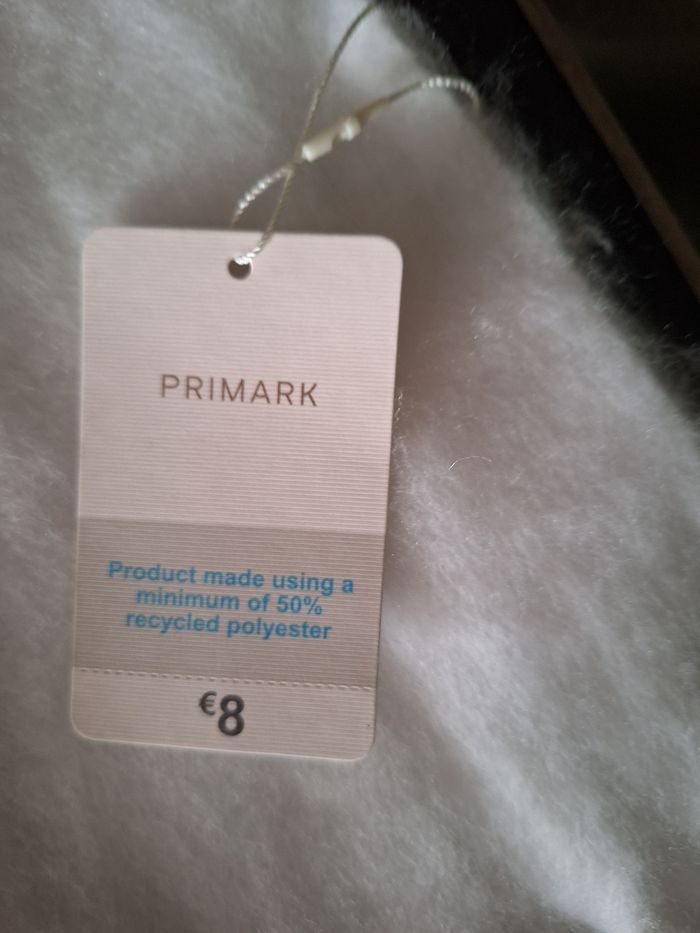 PRIMARK
Product made using a
minimum of 50%
recycled polyester
€8